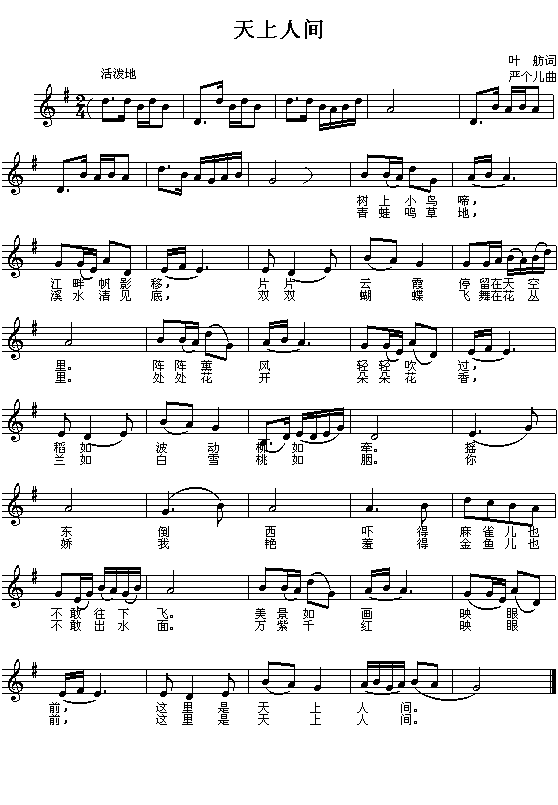 天上人间
叶 舫词
活泼地
严个儿曲
2/4
树上小鸟啼,
青蛙鸣草地,
江畔帆影移,片片云霞停留在天空
溪水清见底,双双蝴蝶飞舞在花丛
里。阵阵薰风轻轻吹过,
里。处处花开朵朵花香,
稻如波动柳如牵。摇
兰如白雪桃如胭。你
东倒西吓得麻雀儿也
娇我艳羞得金鱼儿也
不敢往下飞。美景如画映眼
不敢出水面。万紫千红映眼
前,这里是天上人间。
前,这里是天上人间。